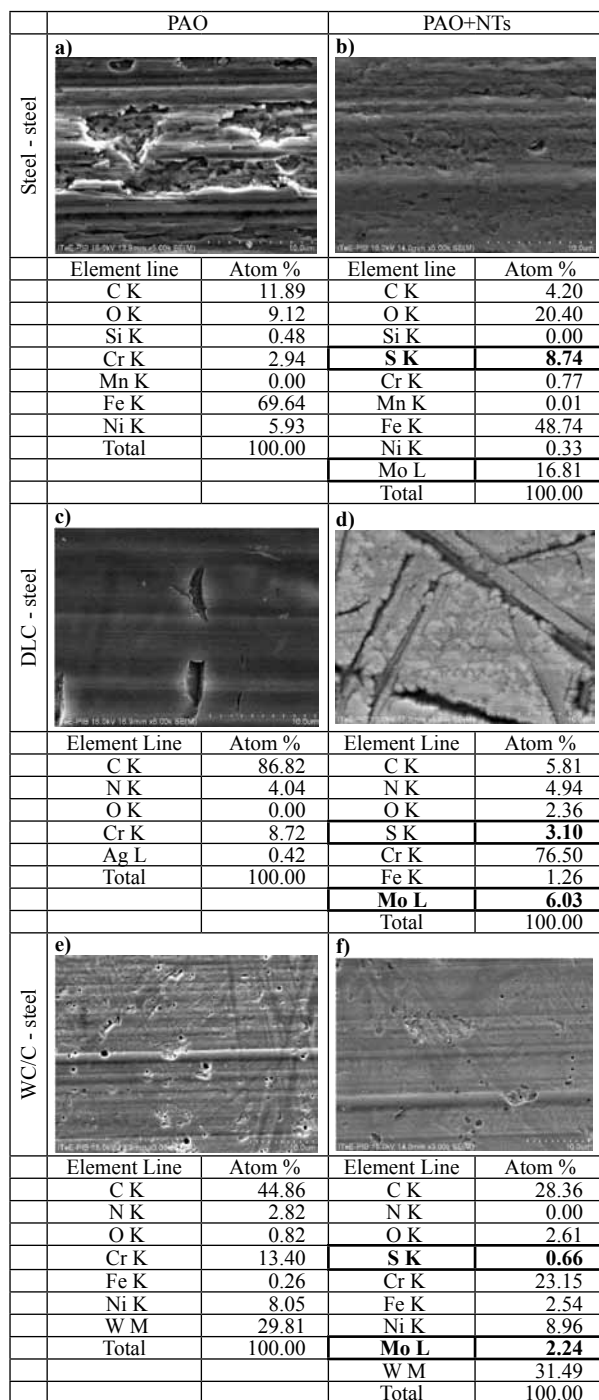 PAO PAO+NTs
Steel - steel
a) b)
10.0um
Element line Atom % Element line Atom %
C K 11.89 C K 4.20
O K 9.12 O K 20.40
Si K 0.48 Si K 0.00
Cr K 2.94 S K 8.74
Mn K 0.00 Cr K 0.77
Fe K 69.64 Mn K 0.01
Ni K 5.93 Fe K 48.74
Total 100.00 Ni K 0.33
Mo L 16.81
Total 100.00
DLC - steel
c) d)
Element Line Atom % Element Line Atom %
C K 86.82 C K 5.81
N K 4.04 N K 4.94
O K 0.00 O K 2.36
Cr K 8.72 S K 3.10
Ag L 0.42 Cr K 76.50
Total 100.00 Fe K 1.26
Mo L 6.03
Total 100.00
WC/C - steel
e) f)
Element Line Atom % Element Line Atom %
C K 44.86 C K 28.36
N K 2.82 N K 0.00
O K 0.82 O K 2.61
Cr K 13.40 S K 0.66
Fe K 0.26 Cr K 23.15
Ni K 8.05 Fe K 2.54
W M 29.81 Ni K 8.96
Total 100.00 Mo L 2.24
W M 31.49
Total 100.00